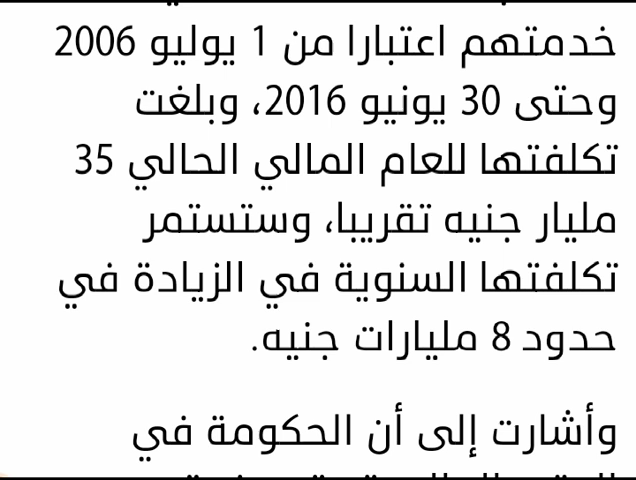 خدمتهم اعتبارا من 1 يوليو 2006
وحتى 30 يونيو 2016، وبلغت
تكلفتها للعام المالي الحالي 35
مليار جنيه تقريبا، وستستمر
تكلفتها السنوية في الزيادة في
حدود 8 مليارات جنيه.
وأشارت إلى أن الحكومة في